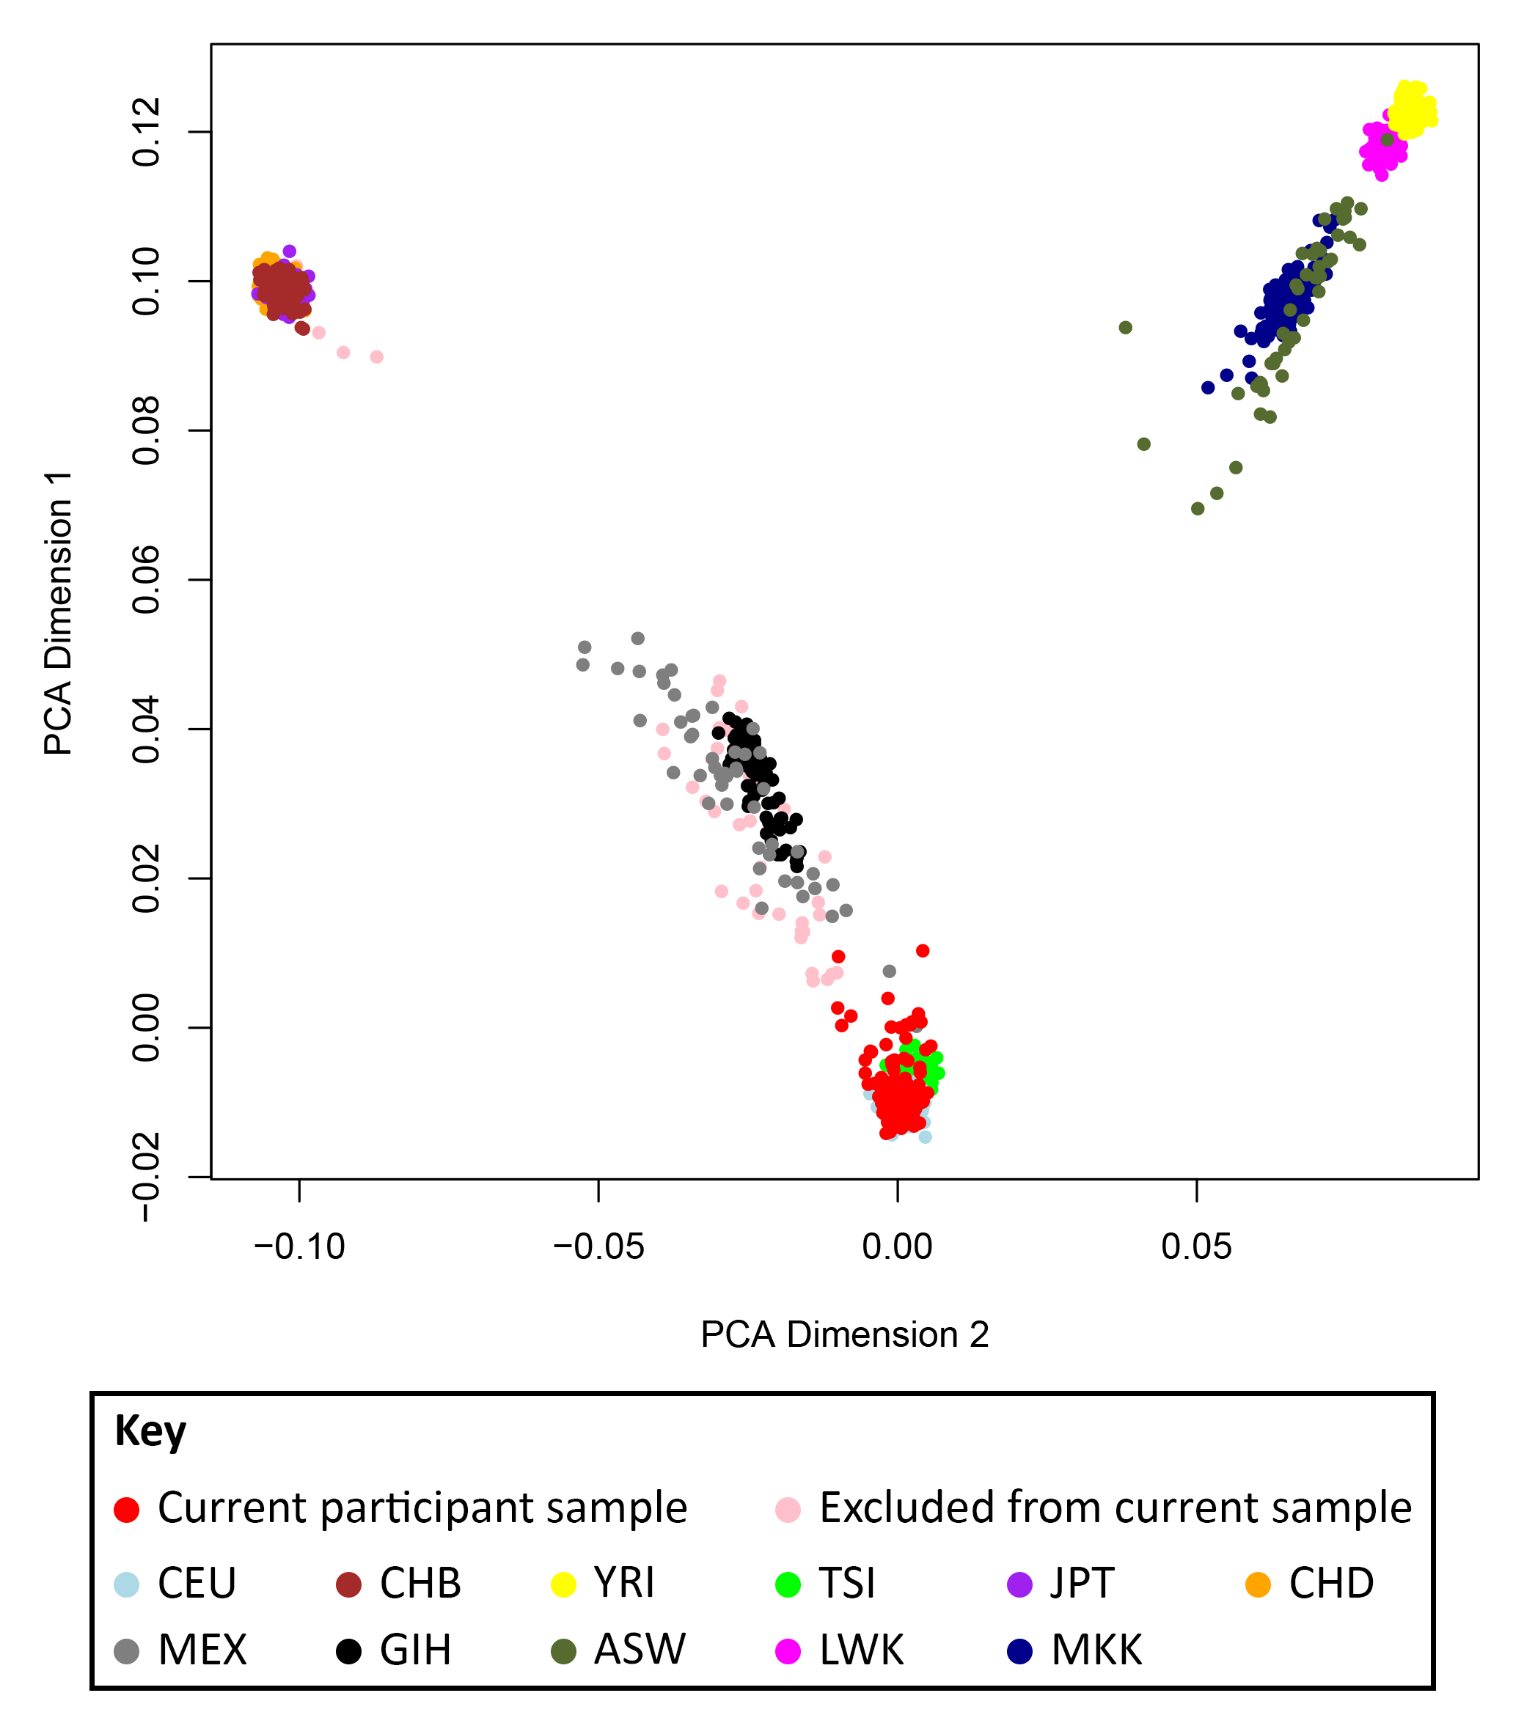 0.12
0.10
0.08
0.06
0.04
0.02
0.00
−0.02
PCA Dimension 1
−0.10 −0.05 0.00 0.05
PCA Dimension 2
Key
Current participant sample Excluded from current sample
CEU CHB YRI TSI JPT CHD
MEX GIH ASW LWK MKK